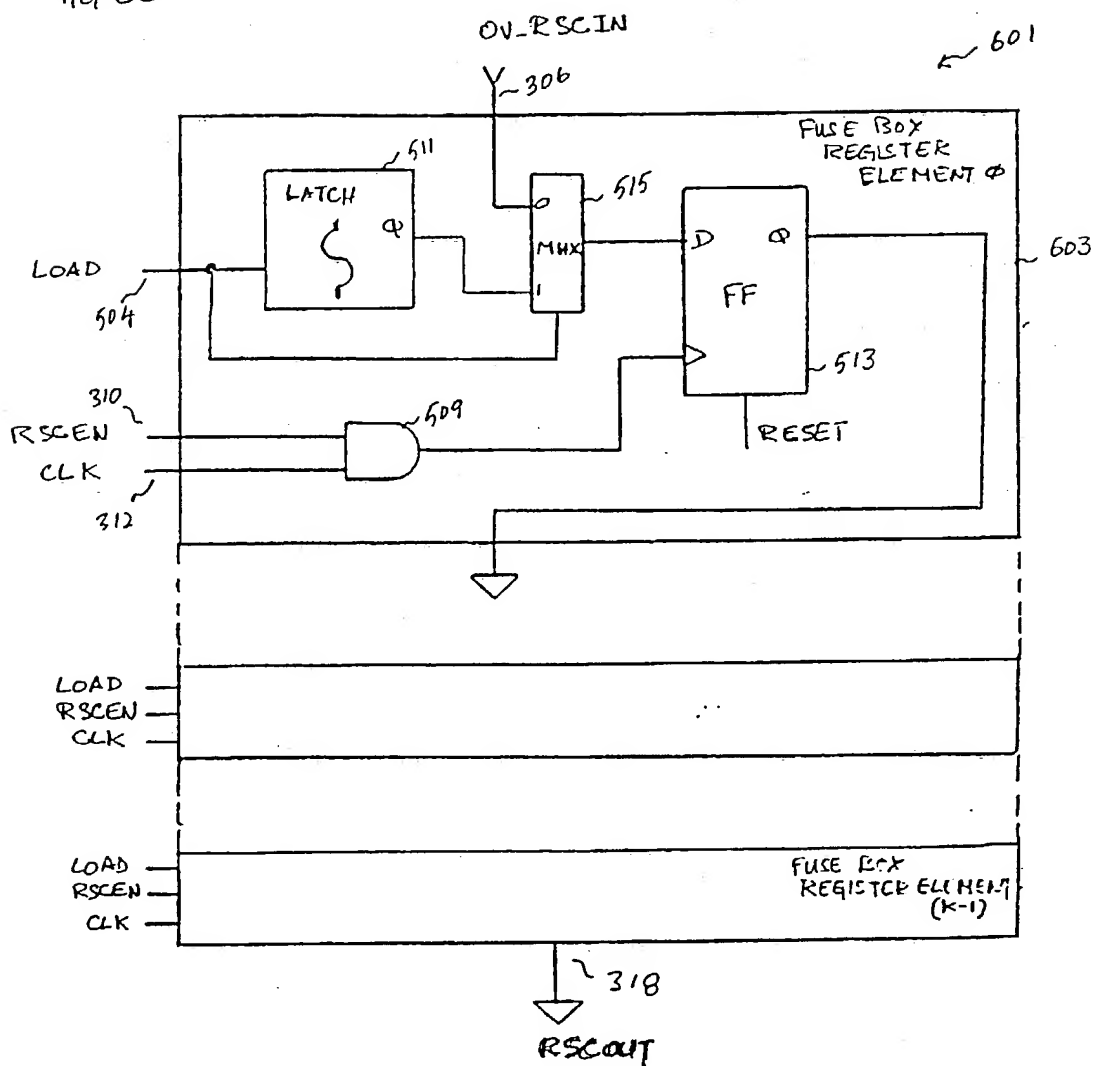 OV_RSCIN
601
306
FUSE BOX
REGISTER
ELEMENT 0
511
LATCH
Q
515
0
MUX
1
D Q
FF
513
603
LOAD
504
RESET
310
RSCEN
CLK
312
509
LOAD
RSCEN
CLK
...
LOAD
RSCEN
CLK
FUSE BOX
REGISTER ELEMENT
(K-1)
318
RSCOUT